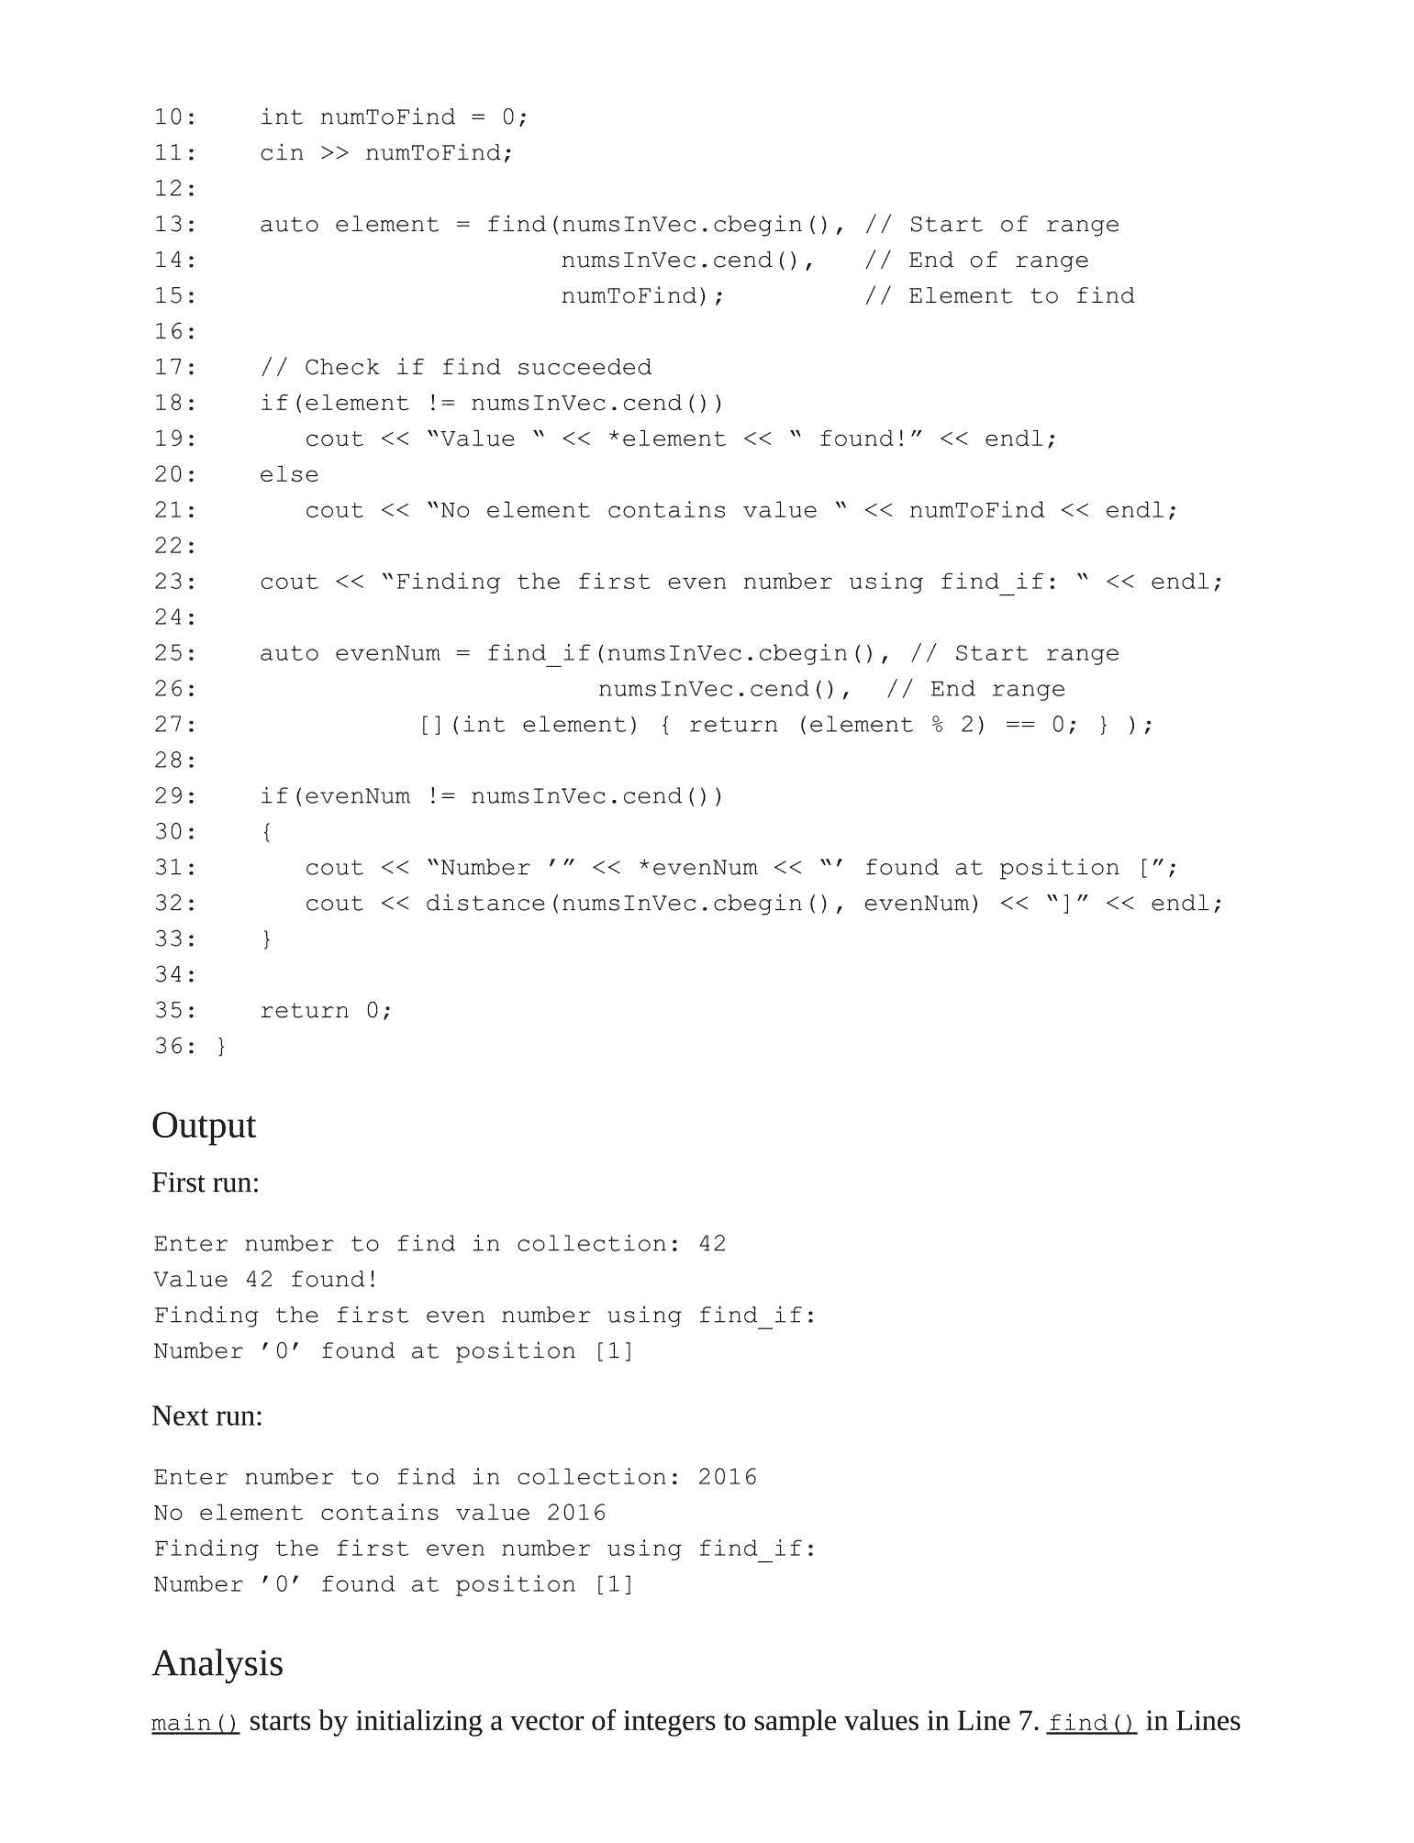 10:    int numToFind = 0;
11:    cin >> numToFind;
12:
13:    auto element = find(numsInVec.cbegin(), // Start of range
14:                        numsInVec.cend(),   // End of range
15:                        numToFind);         // Element to find
16:
17:    // Check if find succeeded
18:    if(element != numsInVec.cend())
19:       cout << “Value “ << *element << “ found!” << endl;
20:    else
21:       cout << “No element contains value “ << numToFind << endl;
22:
23:    cout << “Finding the first even number using find_if: “ << endl;
24:
25:    auto evenNum = find_if(numsInVec.cbegin(), // Start range
26:                          numsInVec.cend(),  // End range
27:              [](int element) { return (element % 2) == 0; } );
28:
29:    if(evenNum != numsInVec.cend())
30:    {
31:       cout << “Number ’” << *evenNum << “’ found at position [”;
32:       cout << distance(numsInVec.cbegin(), evenNum) << “]” << endl;
33:    }
34:
35:    return 0;
36: }
Output
First run:
Enter number to find in collection: 42
Value 42 found!
Finding the first even number using find_if:
Number ’0’ found at position [1]
Next run:
Enter number to find in collection: 2016
No element contains value 2016
Finding the first even number using find_if:
Number ’0’ found at position [1]
Analysis
main() starts by initializing a vector of integers to sample values in Line 7. find() in Lines